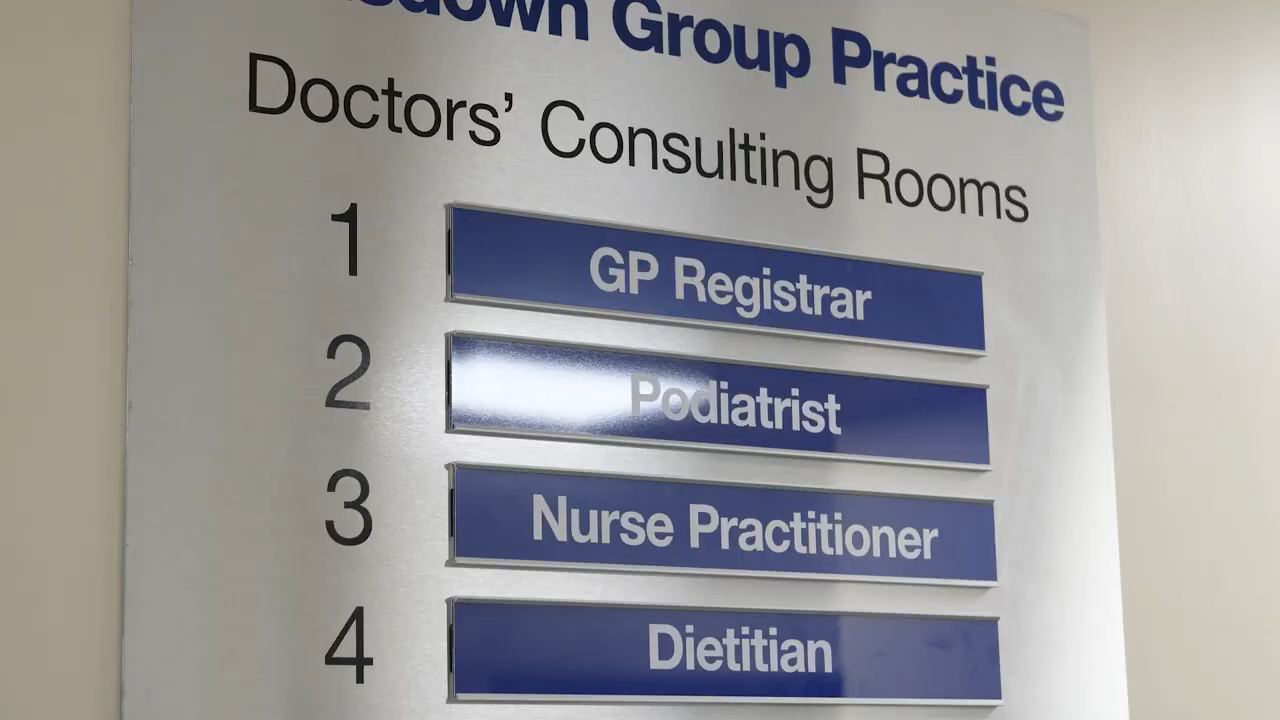 Group Practice
Doctors’ Consulting Rooms
1 GP Registrar
2 Podiatrist
3 Nurse Practitioner
4 Dietitian